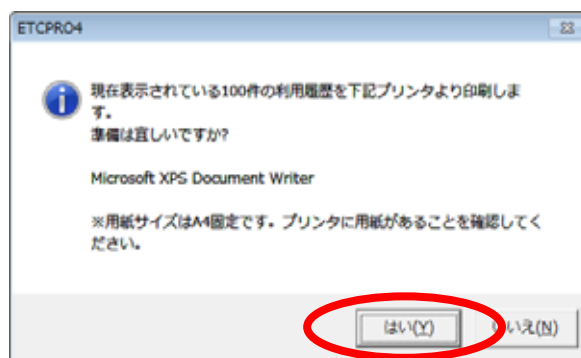 ETCPRO4
現在表示されている100件の利用履歴を下記プリンタより印刷しま
す。
準備は宜しいですか?
Microsoft XPS Document Writer
※用紙サイズはA4固定です。プリンタに用紙があることを確認してく
ださい。
はい(Y) いいえ(N)